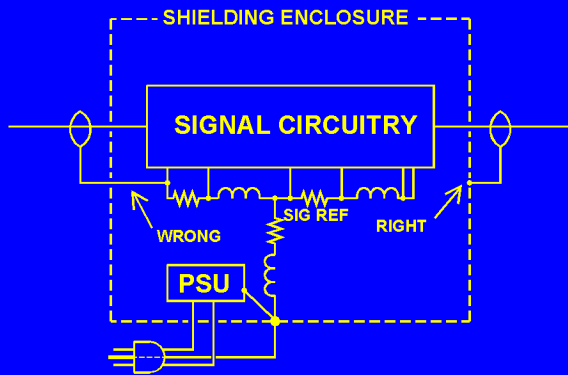 SHIELDING ENCLOSURE
SIGNAL CIRCUITRY
SIG REF
WRONG
RIGHT
PSU